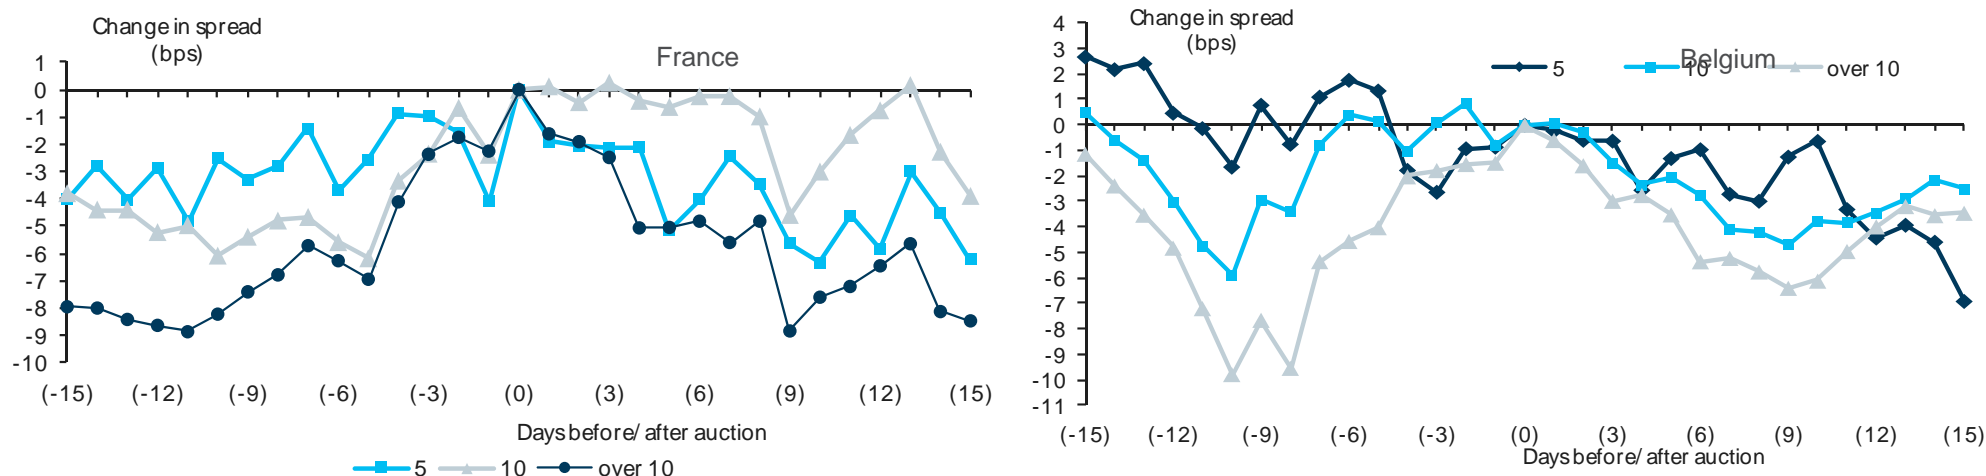 Change in spread
(bps)
France
1
0
-1
-2
-3
-4
-5
-6
-7
-8
-9
-10
(-15) (-12) (-9) (-6) (-3) (0) (3) (6) (9) (12) (15)
Days before/ after auction
5 10 over 10
Change in spread
(bps)
Belgium
5 10 over 10
4
3
2
1
0
-1
-2
-3
-4
-5
-6
-7
-8
-9
-10
-11
(-15) (-12) (-9) (-6) (-3) (0) (3) (6) (9) (12) (15)
Days before/ after auction